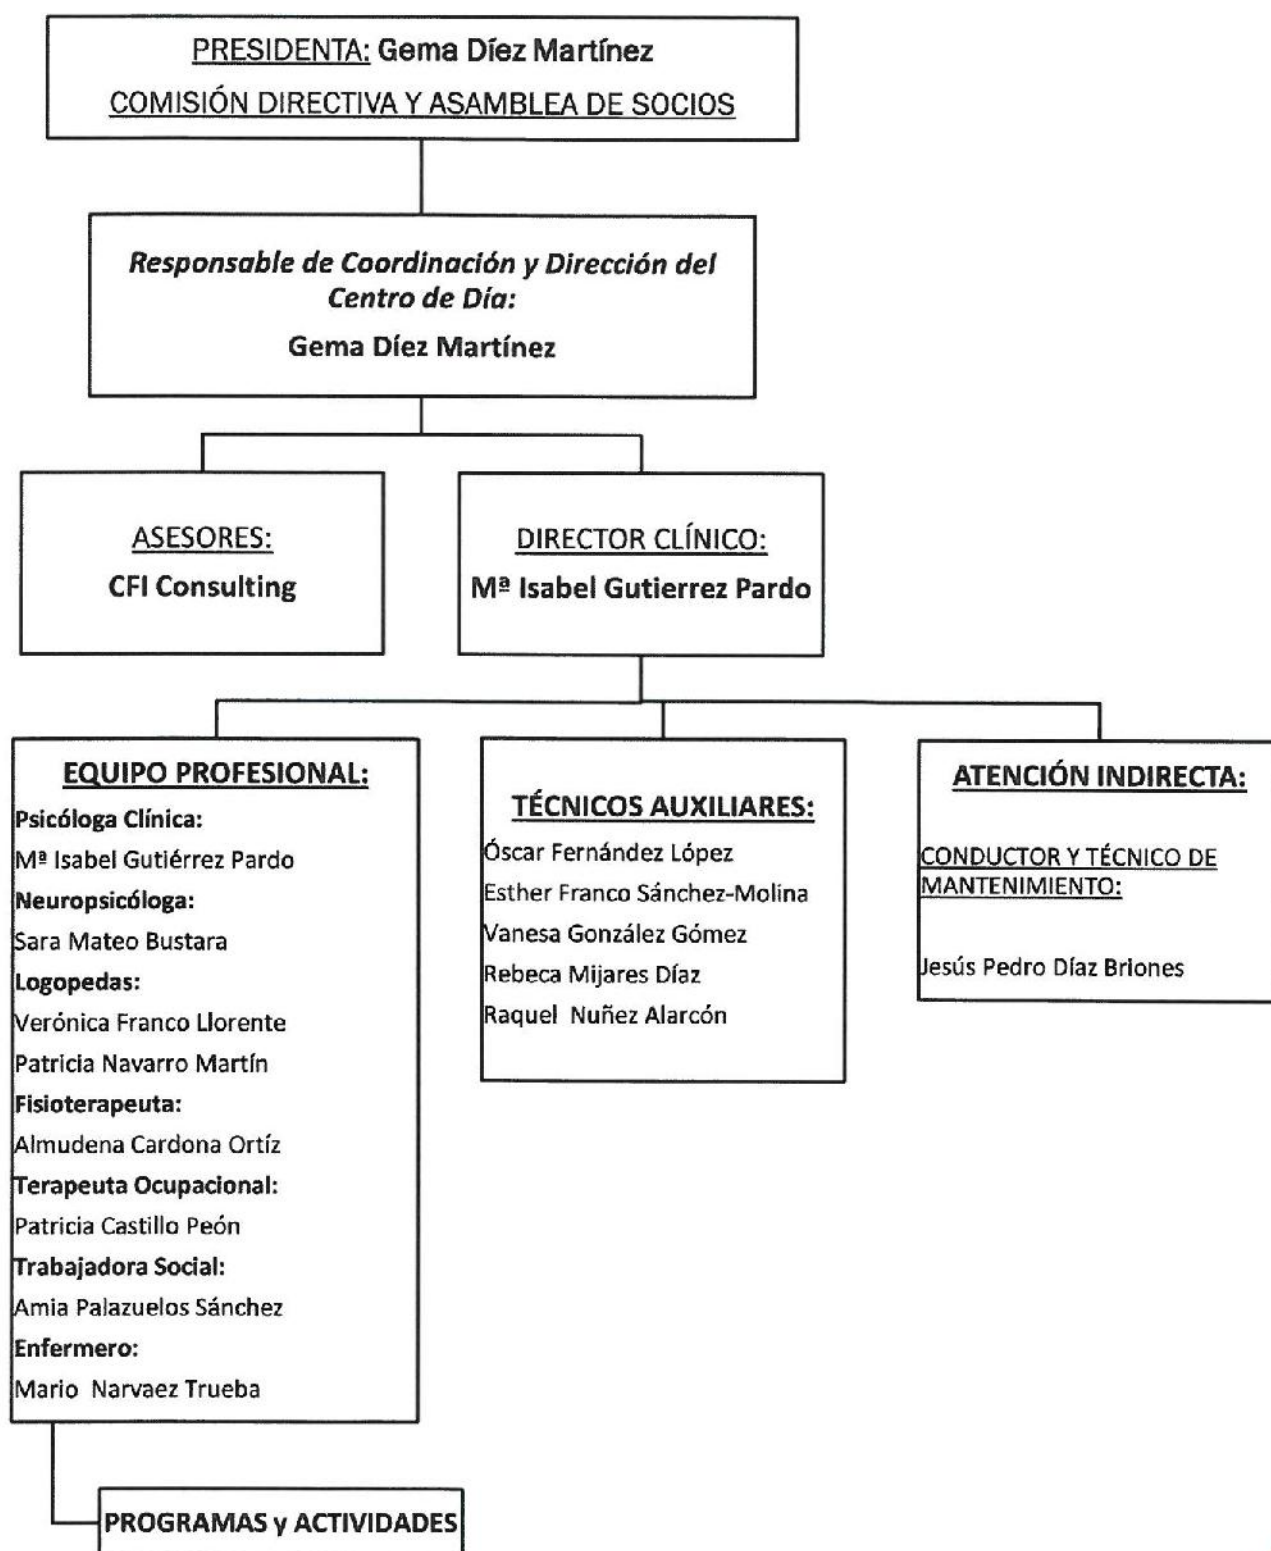 PRESIDENTA: Gema Díez Martínez
COMISIÓN DIRECTIVA Y ASAMBLEA DE SOCIOS
Responsable de Coordinación y Dirección del
Centro de Día:
Gema Díez Martínez
ASESORES:
CFI Consulting
DIRECTOR CLÍNICO:
Mª Isabel Gutierrez Pardo
EQUIPO PROFESIONAL:
Psicóloga Clínica:
Mª Isabel Gutiérrez Pardo
Neuropsicóloga:
Sara Mateo Bustara
Logopedas:
Verónica Franco Llorente
Patricia Navarro Martín
Fisioterapeuta:
Almudena Cardona Ortíz
Terapeuta Ocupacional:
Patricia Castillo Peón
Trabajadora Social:
Amia Palazuelos Sánchez
Enfermero:
Mario  Narvaez Trueba
TÉCNICOS AUXILIARES:
Óscar Fernández López
Esther Franco Sánchez-Molina
Vanesa González Gómez
Rebeca Mijares Díaz
Raquel  Nuñez Alarcón
ATENCIÓN INDIRECTA:
CONDUCTOR Y TÉCNICO DE
MANTENIMIENTO:
Jesús Pedro Díaz Briones
PROGRAMAS y ACTIVIDADES